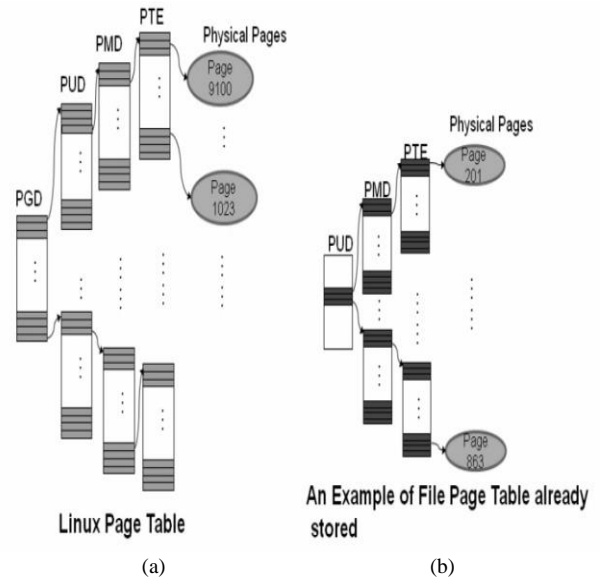 PTE
Physical Pages
PMD
Page
9100
PUD
Page
1023
PGD
Linux Page Table
(a)
Physical Pages
PTE
Page
201
PMD
PUD
Page
863
An Example of File Page Table already
stored
(b)